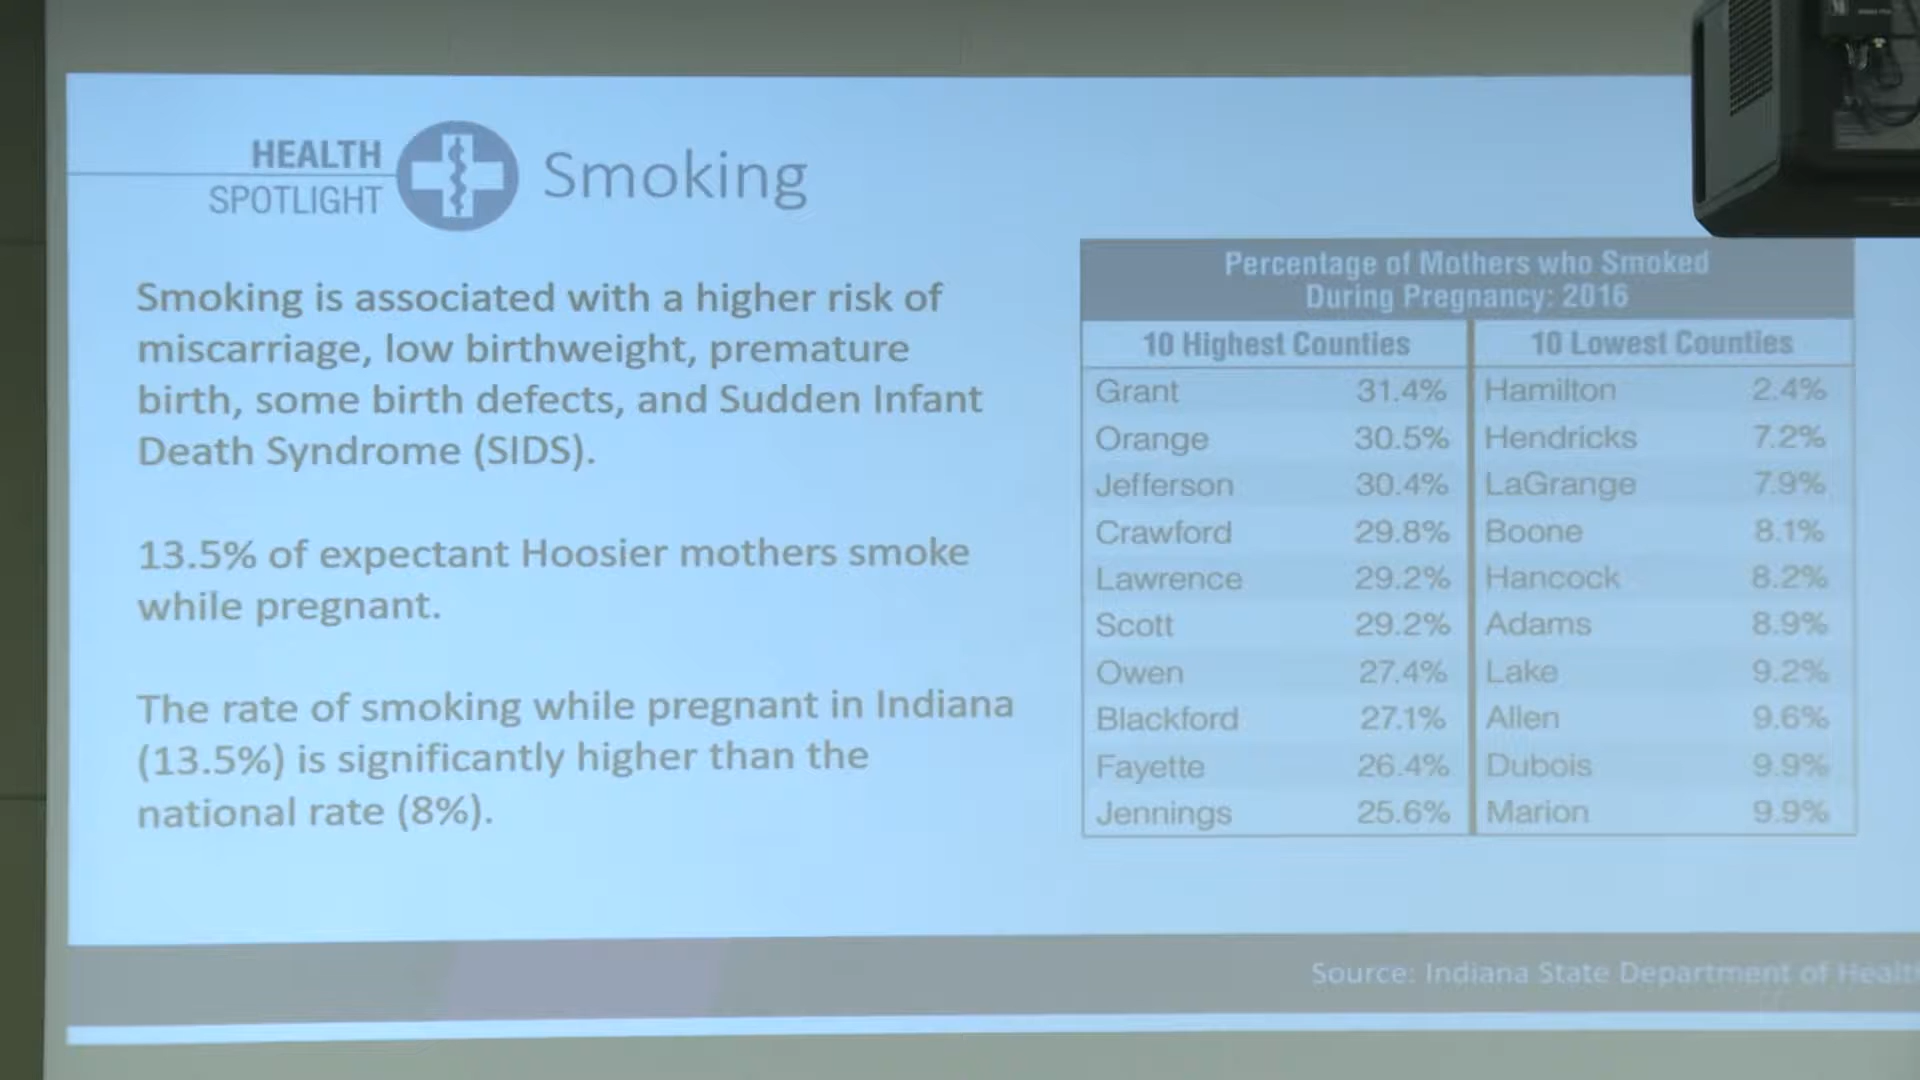 HEALTH
SPOTLIGHT
Smoking
Smoking is associated with a higher risk of
miscarriage, low birthweight, premature
birth, some birth defects, and Sudden Infant
Death Syndrome (SIDS).
13.5% of expectant Hoosier mothers smoke
while pregnant.
The rate of smoking while pregnant in Indiana
(13.5%) is significantly higher than the
national rate (8%).
Percentage of Mothers who Smoked
During Pregnancy: 2016
10 Highest Counties 10 Lowest Counties
Grant 31.4% Hamilton 2.4%
Orange 30.5% Hendricks 7.2%
Jefferson 30.4% LaGrange 7.9%
Crawford 29.8% Boone 8.1%
Lawrence 29.2% Hancock 8.2%
Scott 29.2% Adams 8.9%
Owen 27.4% Lake 9.2%
Blackford 27.1% Allen 9.6%
Fayette 26.4% Dubois 9.9%
Jennings 25.6% Marion 9.9%
Source: Indiana State Department of Healt